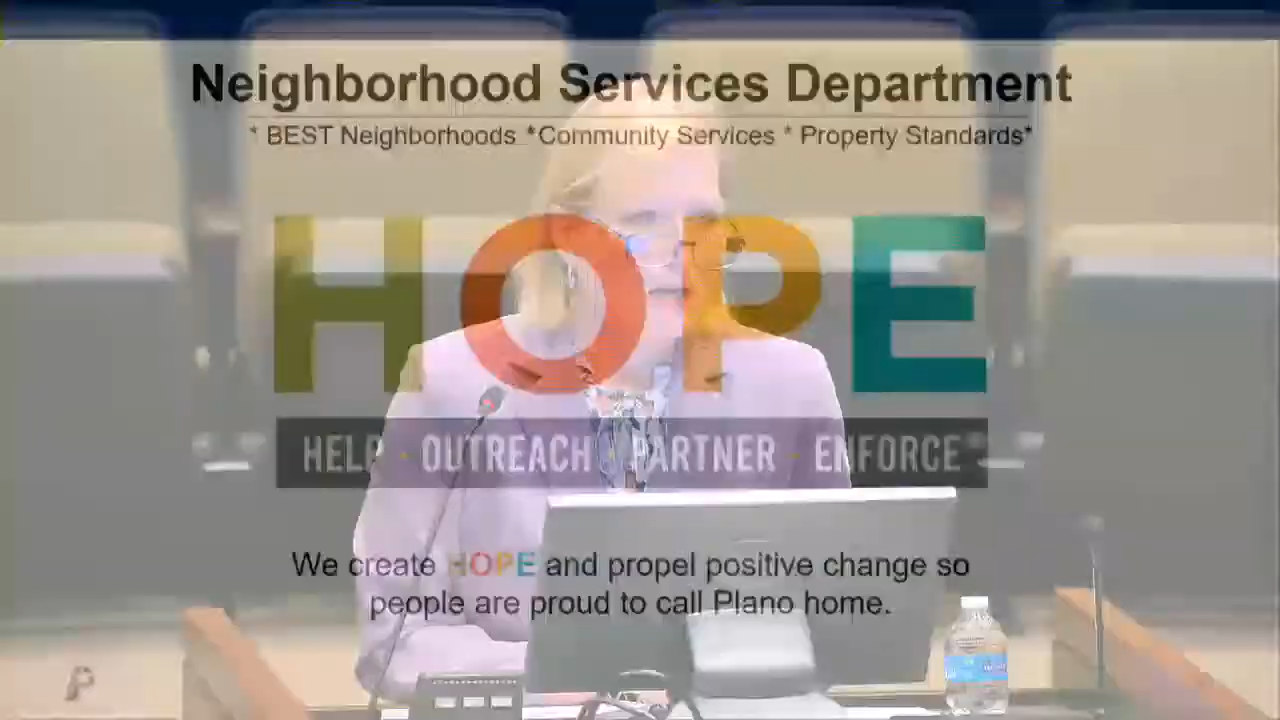 Neighborhood Services Department
* BEST Neighborhoods *Community Services * Property Standards*
HOPE
HELP · OUTREACH · PARTNER · ENFORCE
We create HOPE and propel positive change so
people are proud to call Plano home.
P